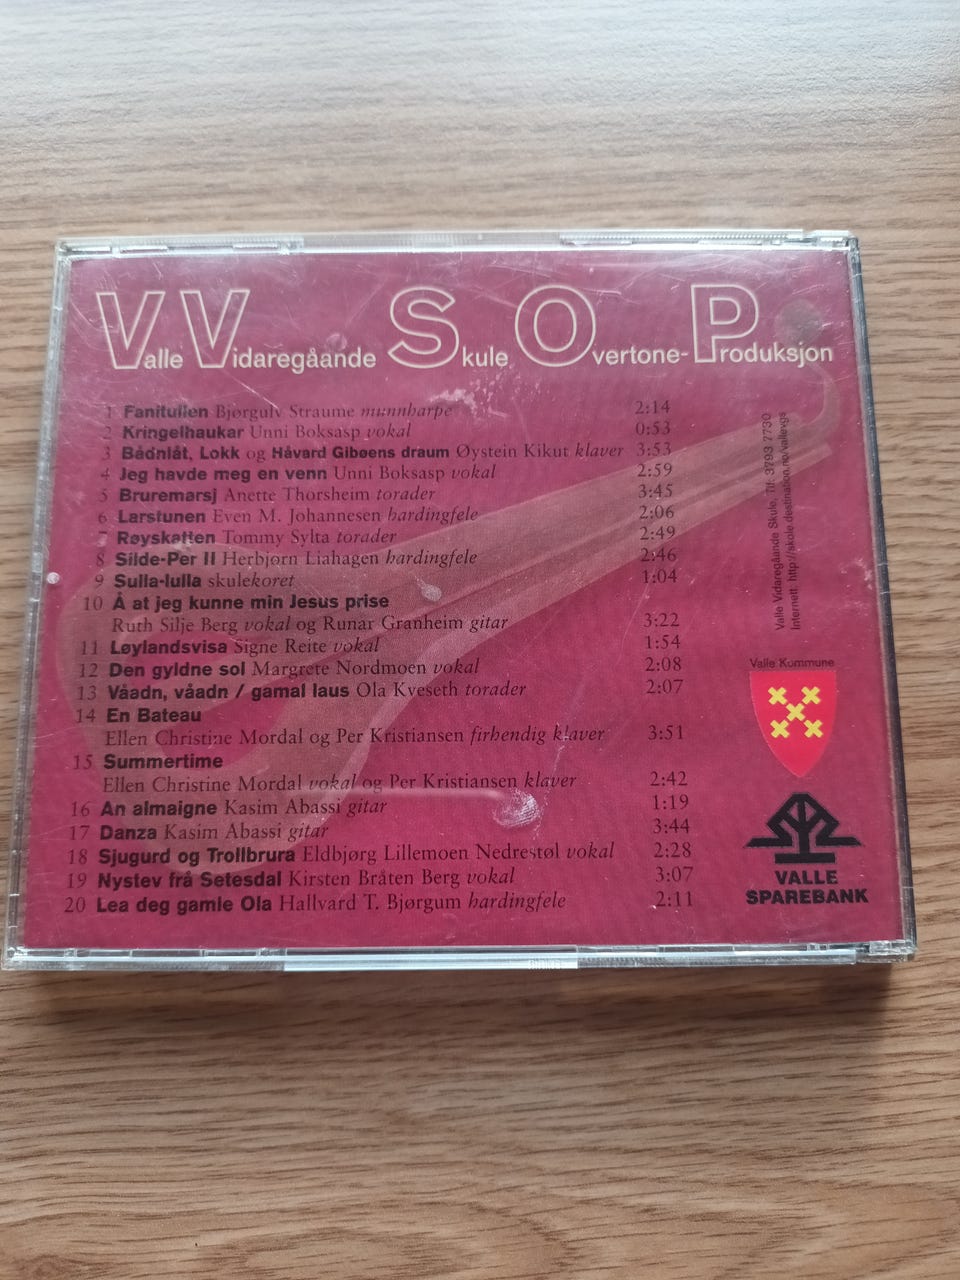 Valle Vidaregåande Skule Overtone-Produksjon
1 Fanitullen Bjørgulv Straume munnharpe 2:14
2 Kringelhaukar Unni Boksasp vokal 0:53
3 Bådnlåt, Lokk og Håvard Gibøens draum Øystein Kikut klaver 3:53
4 Jeg havde meg en venn Unni Boksasp vokal 2:59
5 Brurемarsj Anette Thorsheim torader 3:45
6 Larstunen Even M. Johannesen hardingfele 2:06
7 Røyskatten Tommy Sylta torader 2:49
8 Silde-Per II Herbjørn Liahagen hardingfele 2:46
9 Sulla-lulla skulekoret 1:04
10 Å at jeg kunne min Jesus prise
Ruth Silje Berg vokal og Runar Granheim gitar 3:22
11 Løylandsvisa Signe Reite vokal 1:54
12 Den gyldne sol Margrete Nordmoen vokal 2:08
13 Våadn, våadn / gamal laus Ola Kveseth torader 2:07
14 En Bateau
Ellen Christine Mordal og Per Kristiansen firhendig klaver 3:51
15 Summertime
Ellen Christine Mordal vokal og Per Kristiansen klaver 2:42
16 An almaigne Kasim Abassi gitar 1:19
17 Danza Kasim Abassi gitar 3:44
18 Sjugurd og Trollbrura Eldbjørg Lillemoen Nedrestøl vokal 2:28
19 Nystev frå Setesdal Kirsten Bråten Berg vokal 3:07
20 Lea deg gamle Ola Hallvard T. Bjørgum hardingfele 2:11
Valle Vidaregåande Skule, Tlf: 3793 7730
Internett: http://skole.destination.no/vallevgs
Valle Kommune
VALLE
SPAREBANK